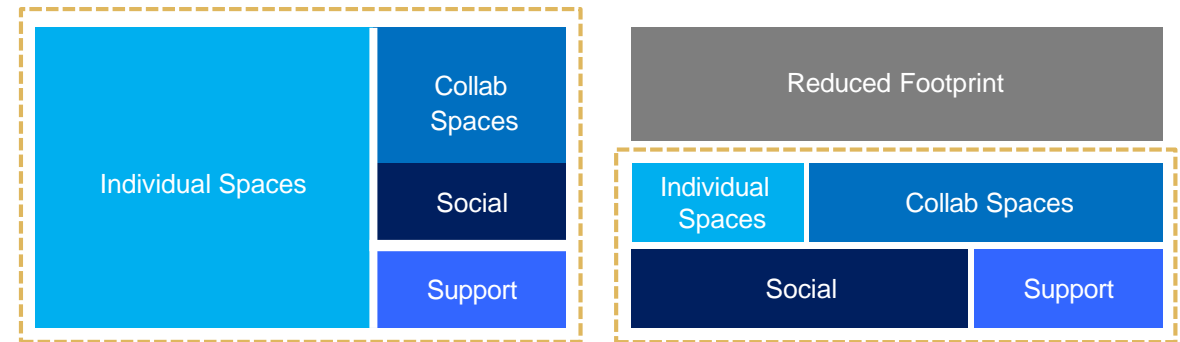 Individual Spaces
Collab
Spaces
Social
Support
Reduced Footprint
Individual
Spaces
Collab Spaces
Social
Support